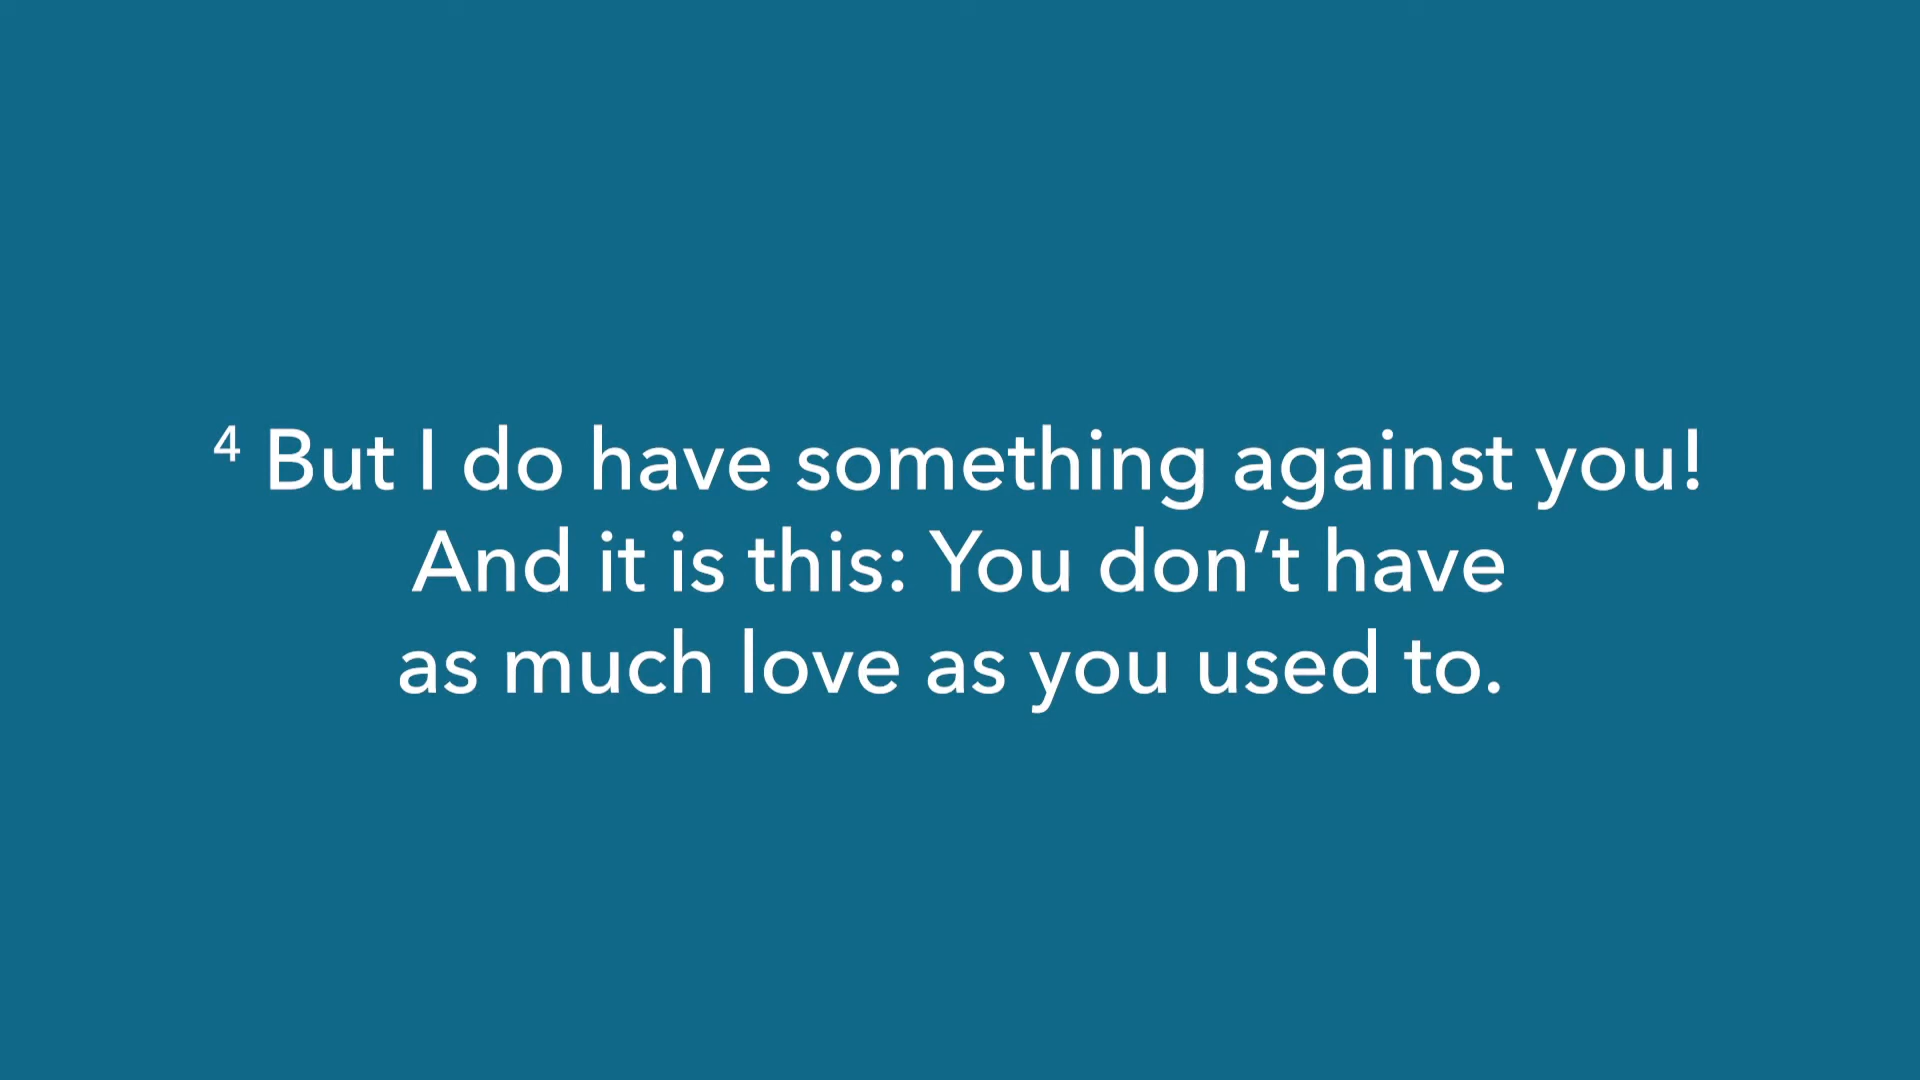 ⁴ But I do have something against you!
And it is this: You don’t have
as much love as you used to.